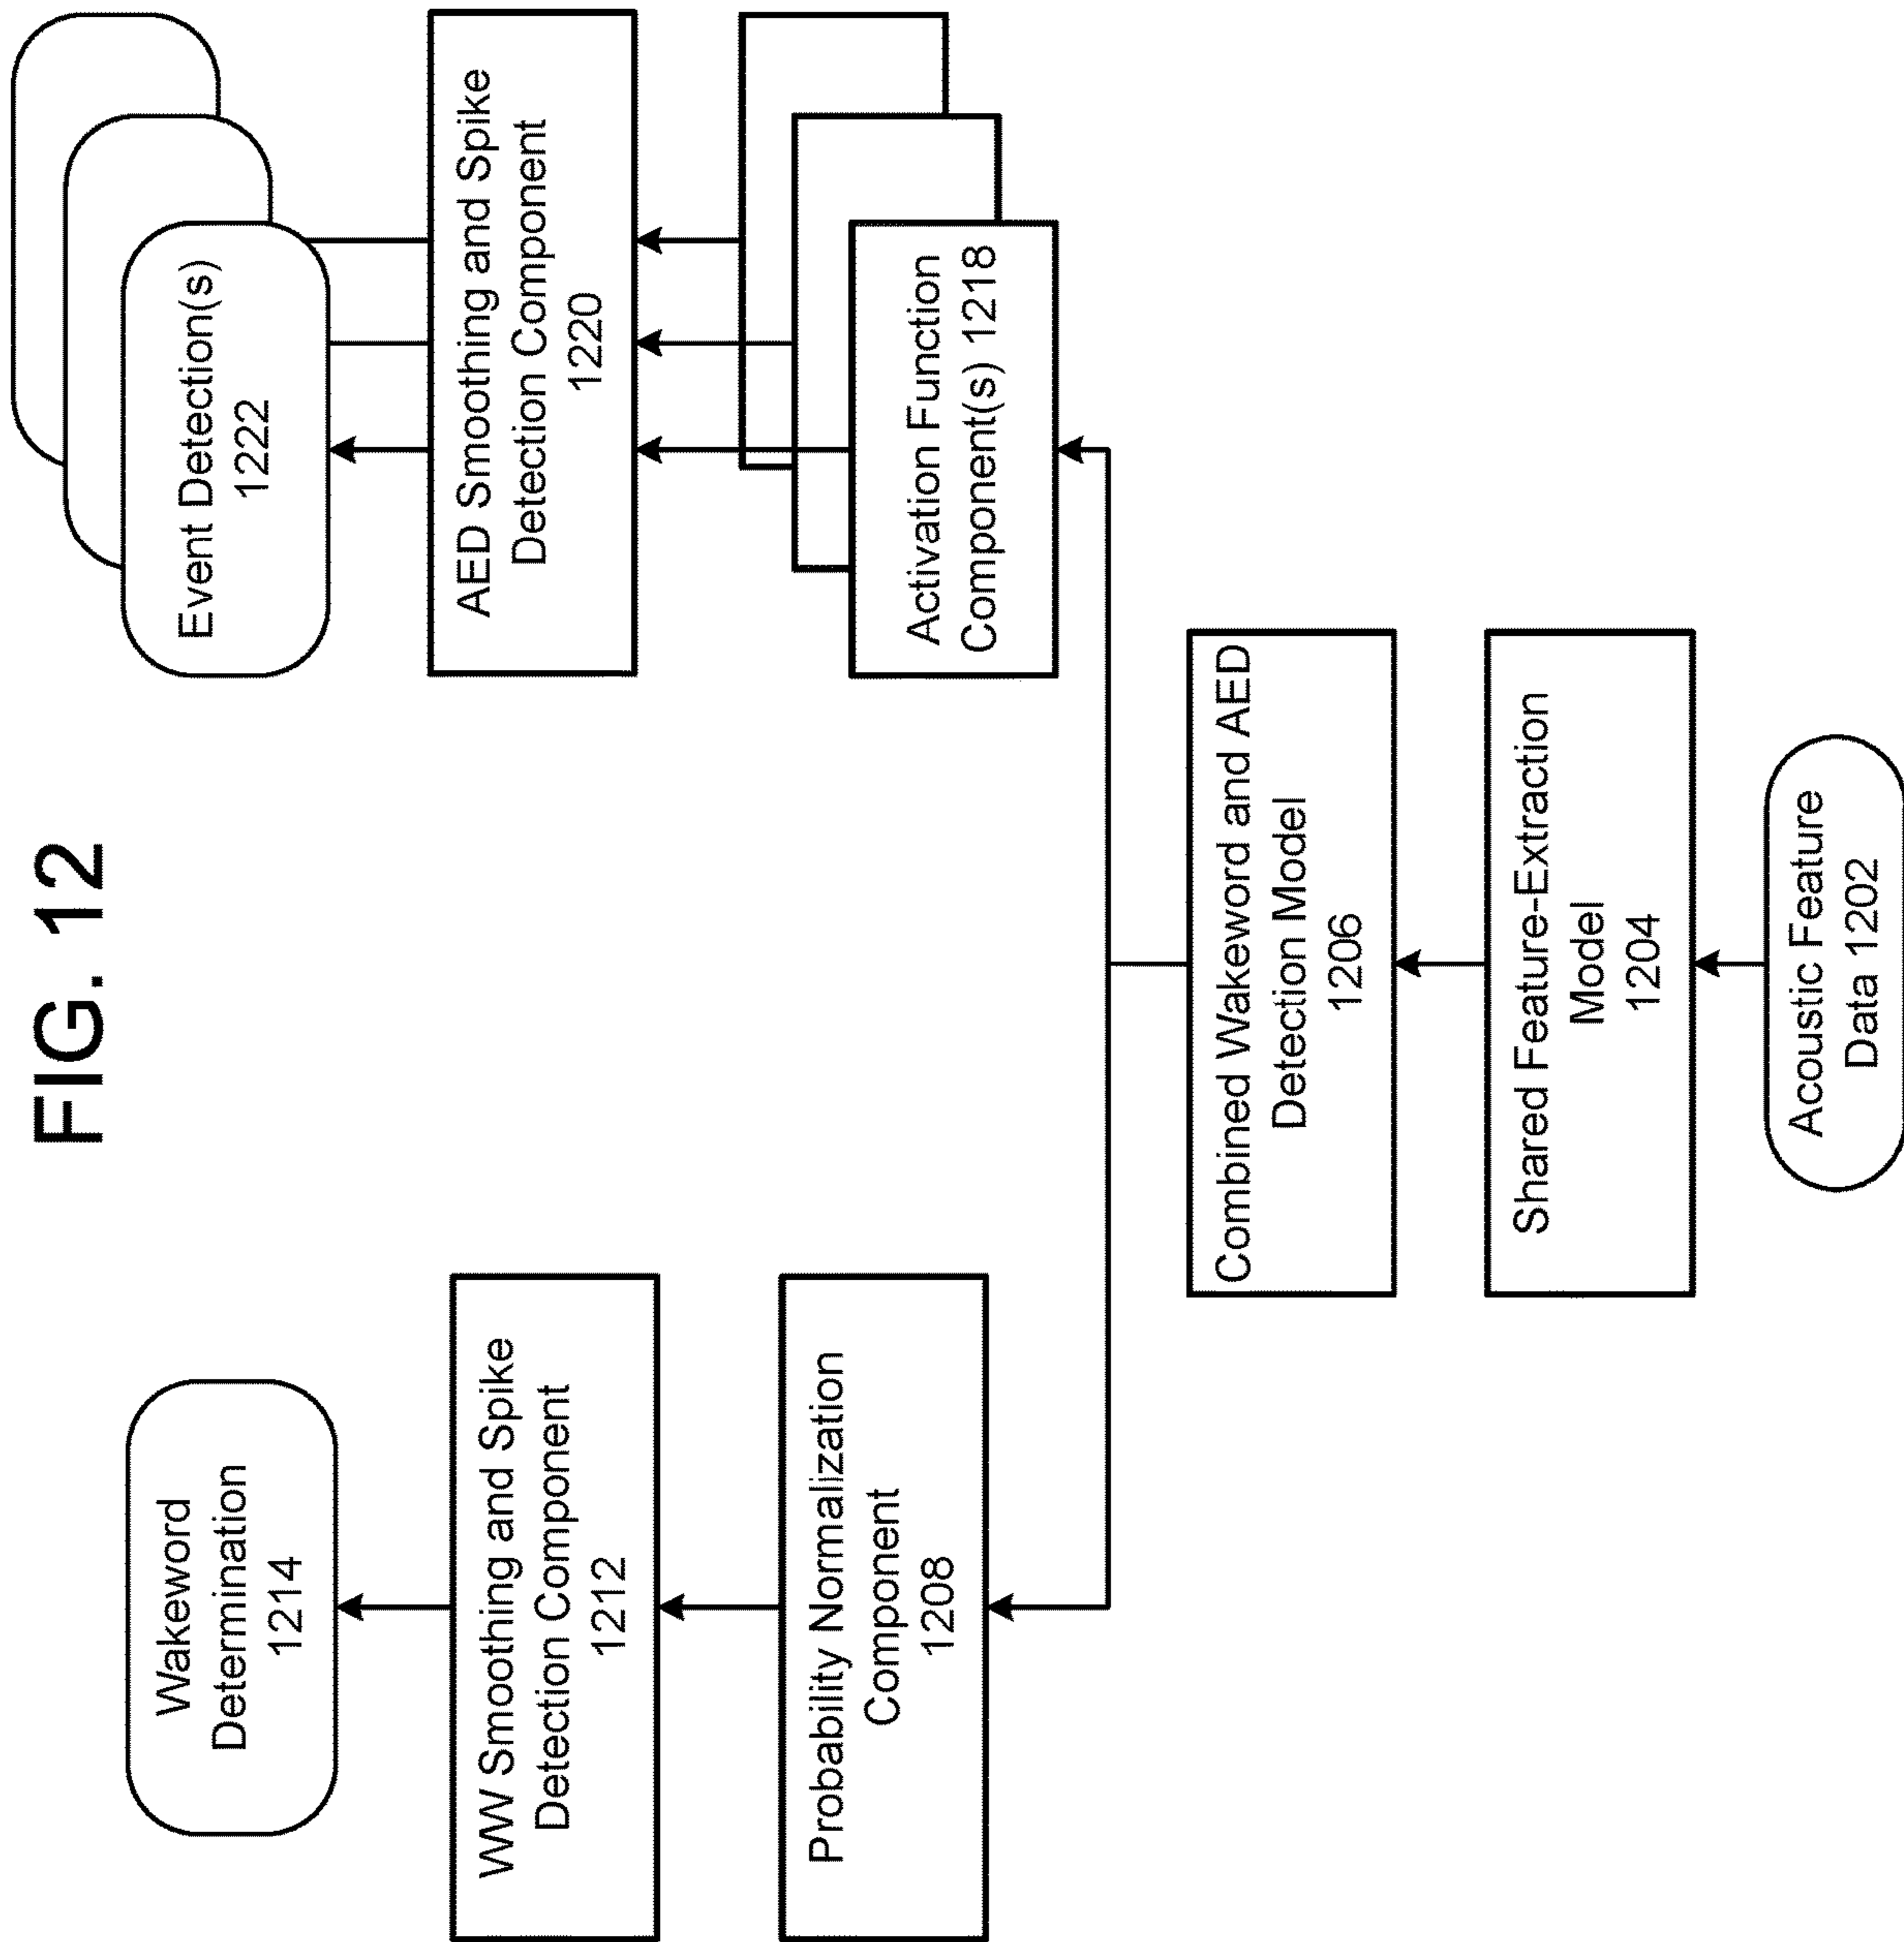 FIG. 12
Wakeword
Determination
1214
Event Detection(s)
1222
WW Smoothing and Spike
Detection Component
1212
AED Smoothing and Spike
Detection Component
1220
Probability Normalization
Component
1208
Activation Function
Component(s) 1218
Combined Wakeword and AED
Detection Model
1206
Shared Feature-Extraction
Model
1204
Acoustic Feature
Data 1202